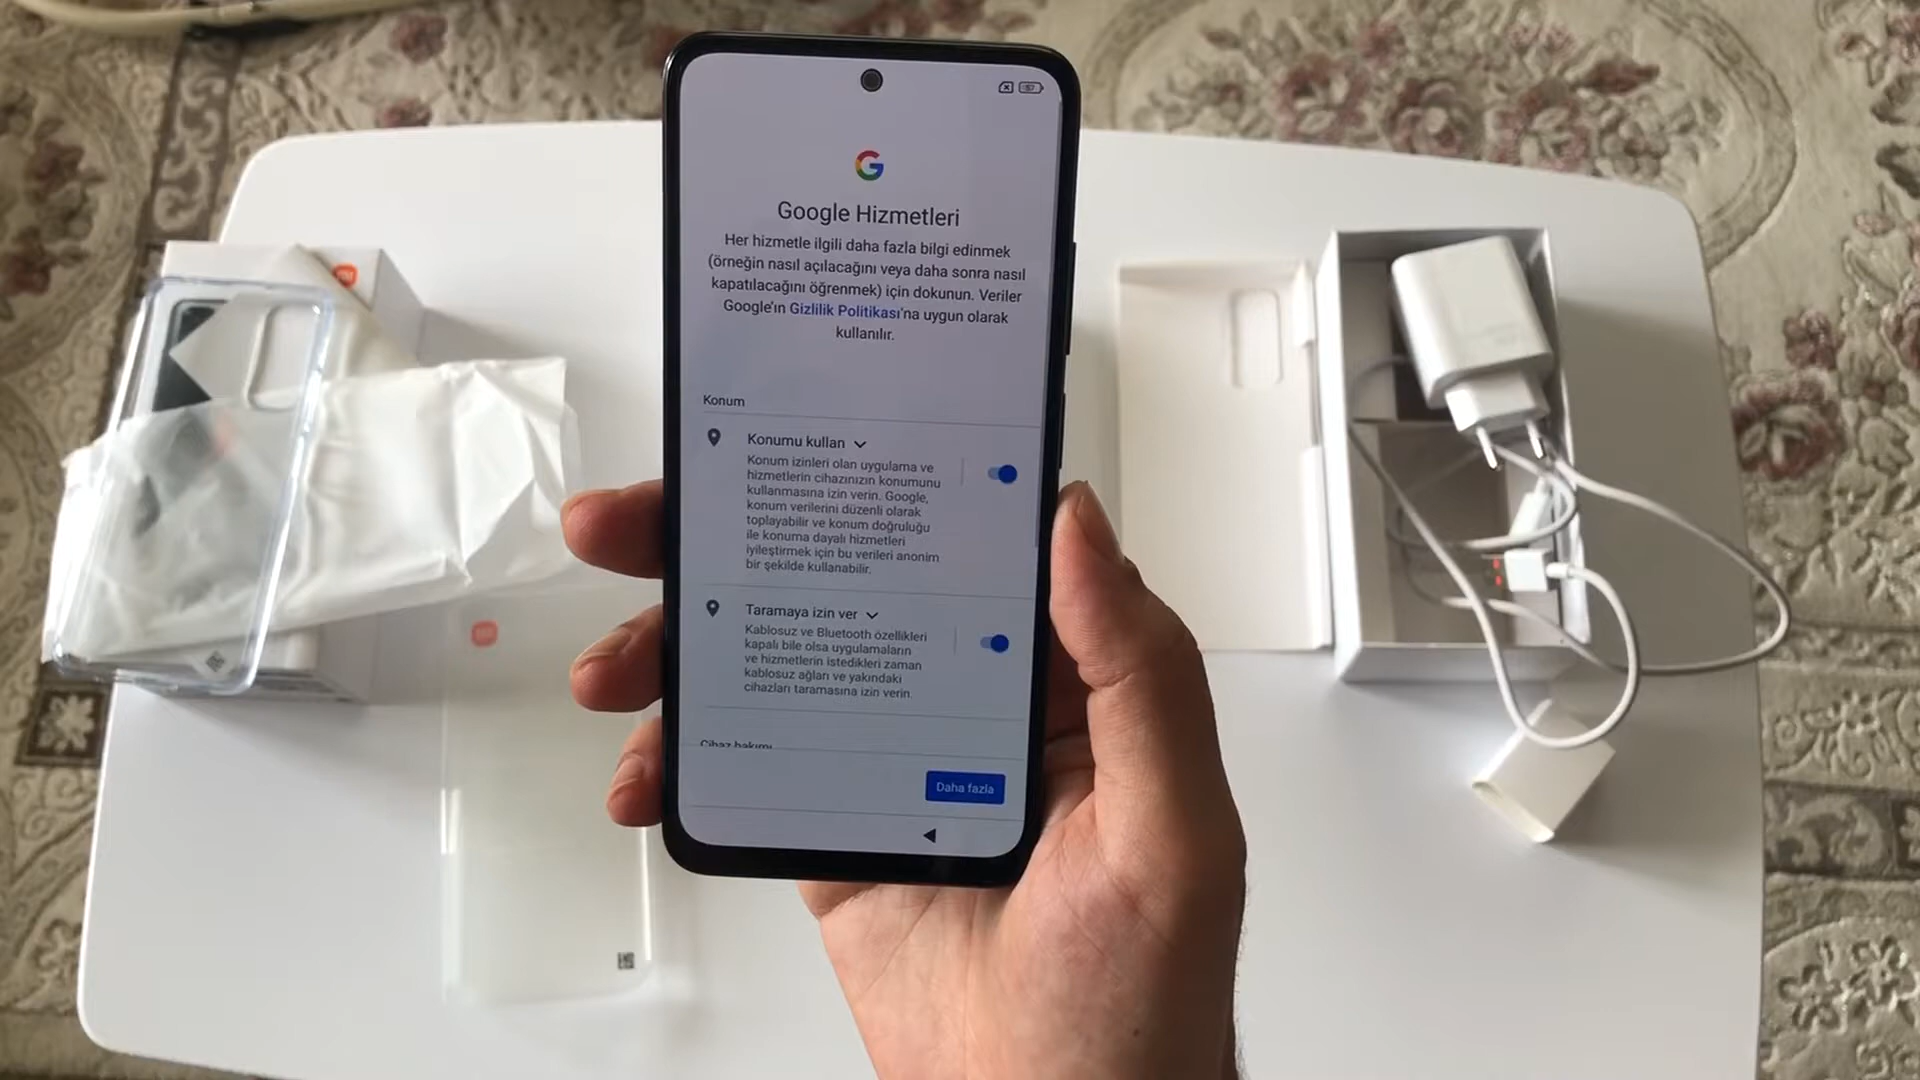 Google Hizmetleri
Her hizmetle ilgili daha fazla bilgi edinmek
(örneğin nasıl açılacağını veya daha sonra nasıl
kapatılacağını öğrenmek) için dokunun. Veriler
Google'ın Gizlilik Politikası'na uygun olarak
kullanılır.
Konum
Konumu kullan
Konum izinleri olan uygulama ve
hizmetlerin cihazınızın konumunu
kullanmasına izin verin. Google,
konum verilerini düzenli olarak
toplayabilir ve konum doğruluğu
ile konuma dayalı hizmetleri
iyileştirmek için bu verileri anonim
bir şekilde kullanabilir.
Taramaya izin ver
Kablosuz ve Bluetooth özellikleri
kapalı bile olsa uygulamaların
ve hizmetlerin istedikleri zaman
kablosuz ağları ve yakındaki
cihazları taramasına izin verin.
Cihaz bakımı
Daha fazla